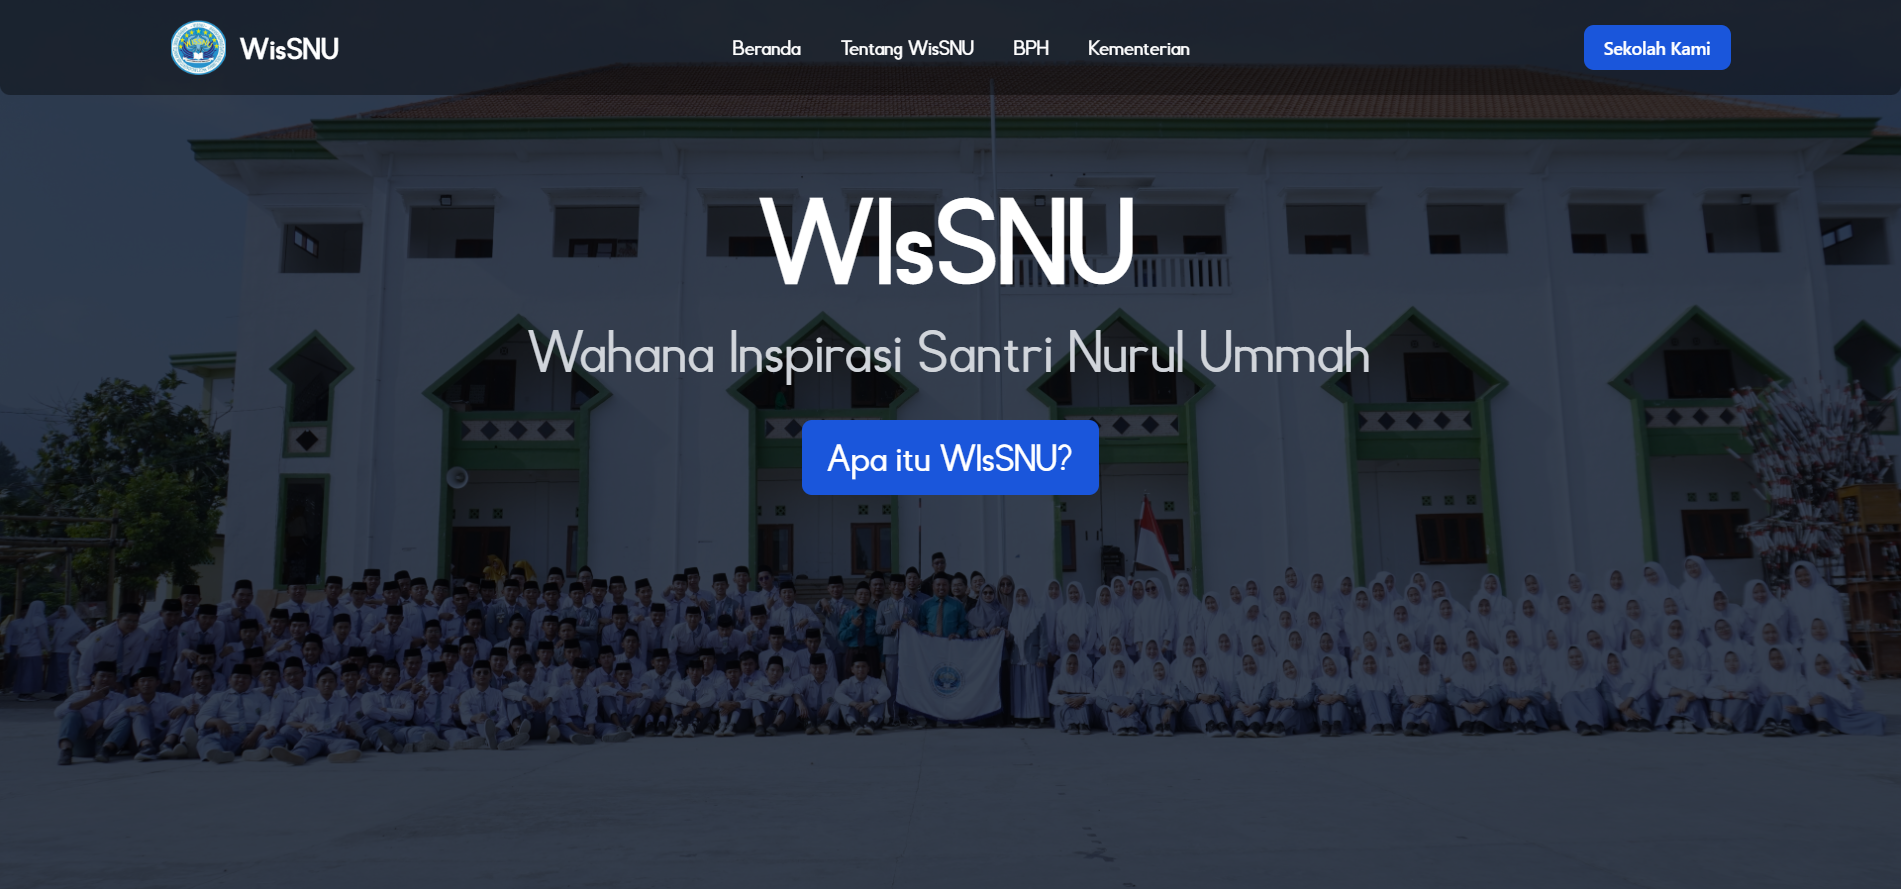 WisSNU
Beranda
Tentang WisSNU
BPH
Kementerian
Sekolah Kami
WIsSNU
Wahana Inspirasi Santri Nurul Ummah
Apa itu WIsSNU?